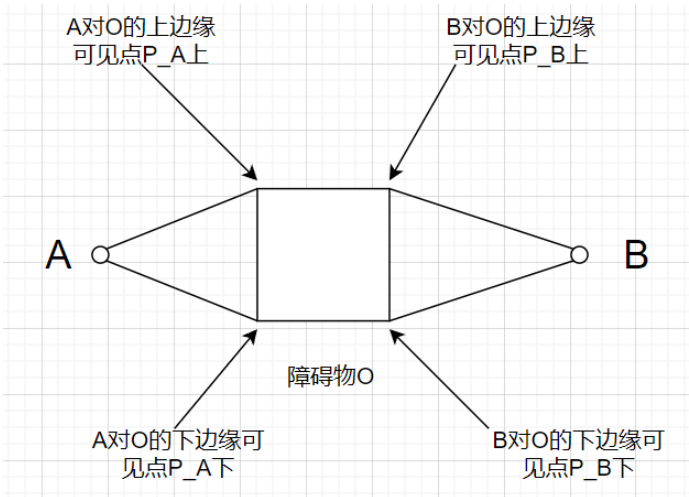 A对O的上边缘
可见点P_A上
B对O的上边缘
可见点P_B上
A
B
障碍物O
A对O的下边缘可
见点P_A下
B对O的下边缘可
见点P_B下